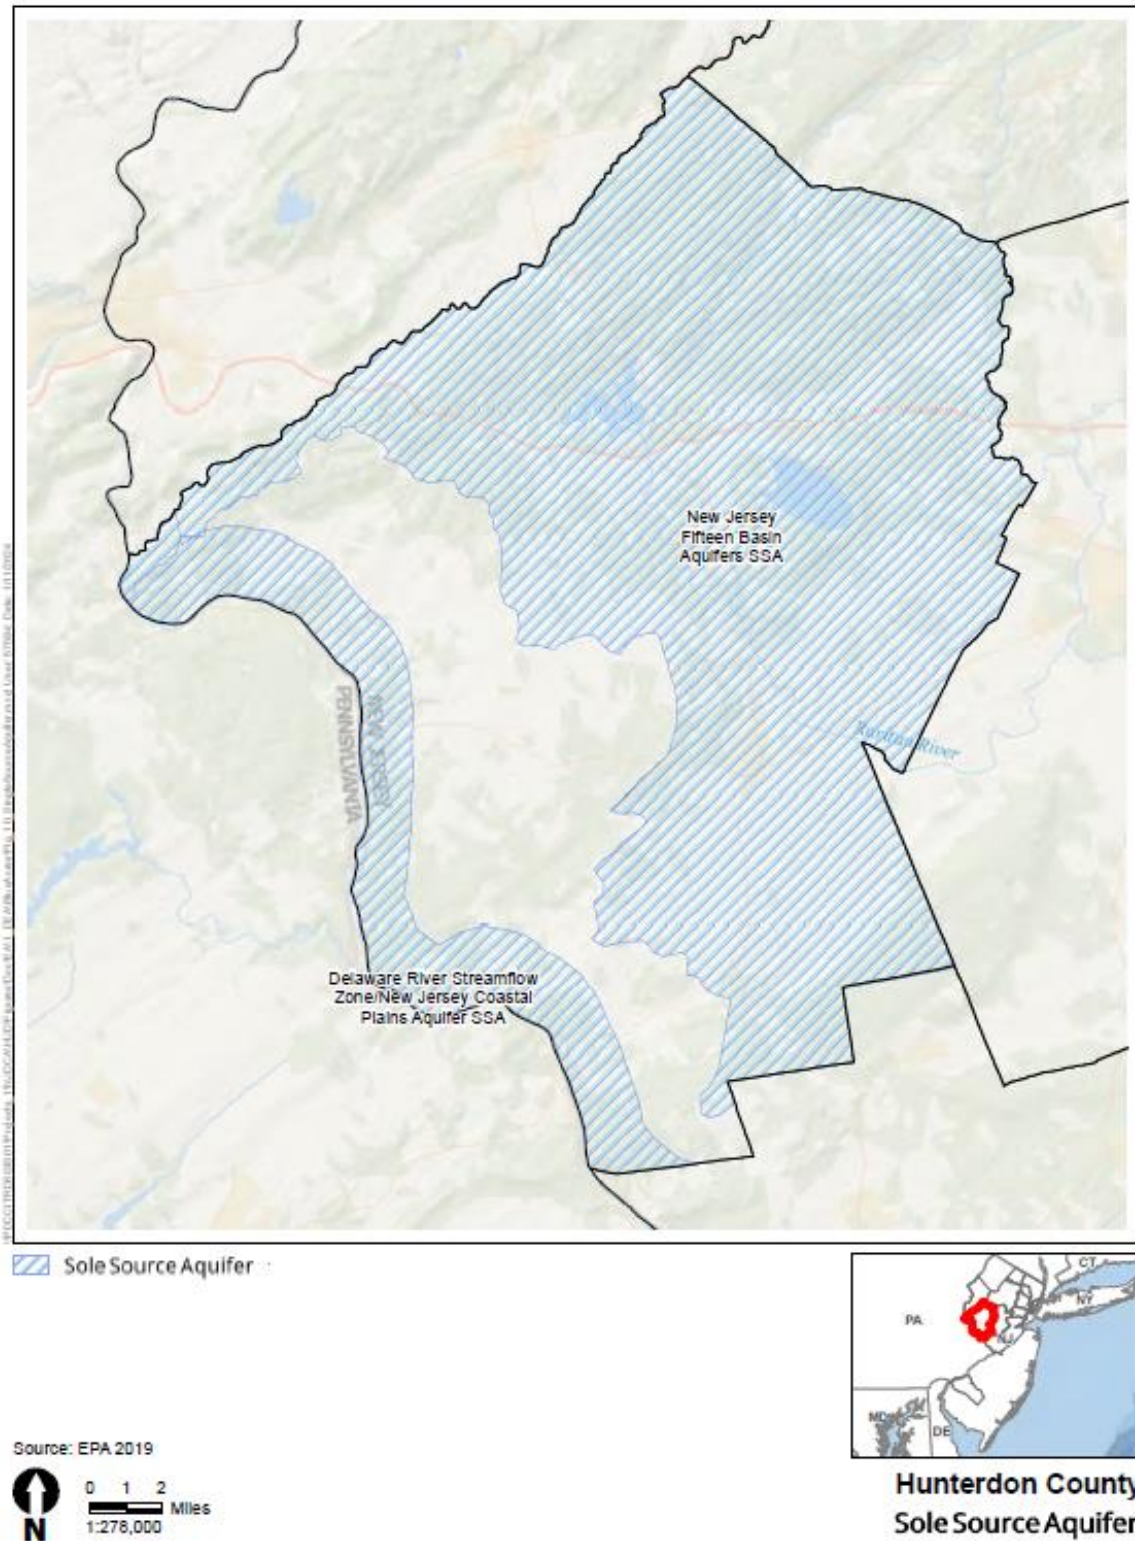 New Jersey
Fifteen Basin
Aquifers SSA
Raritan River
NEW JERSEY
PENNSYLVANIA
Delaware River Streamflow
Zone/New Jersey Coastal
Plains Aquifer SSA
Sole Source Aquifer
CT
NY
PA
NJ
MD
DE
Source: EPA 2019
0 1 2
Miles
1:278,000
N
Hunterdon County
Sole Source Aquifer